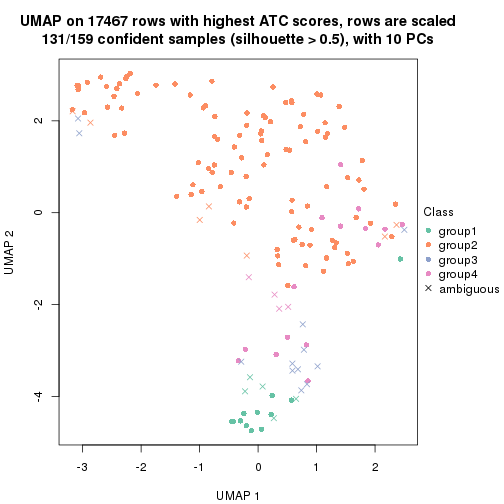 UMAP on 17467 rows with highest ATC scores, rows are scaled
131/159 confident samples (silhouette > 0.5), with 10 PCs
2
0
-2
-4
UMAP 2
-3
-2
-1
0
1
2
UMAP 1
Class
group1
group2
group3
group4
ambiguous